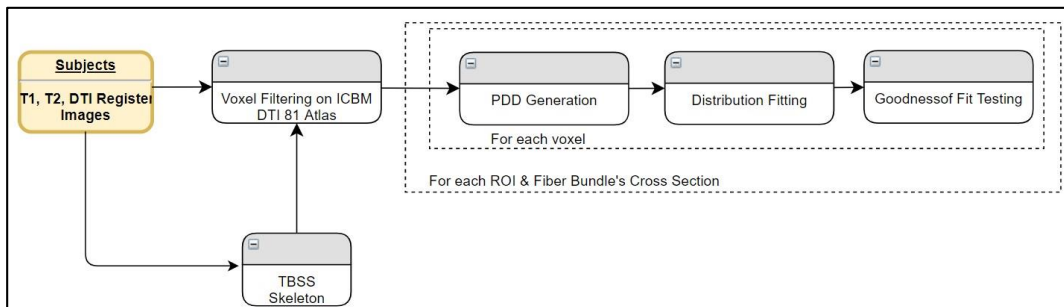 Subjects
T1, T2, DTI Register
Images
Voxel Filtering on ICBM
DTI 81 Atlas
PDD Generation
Distribution Fitting
Goodnessof Fit Testing
For each voxel
For each ROI & Fiber Bundle's Cross Section
TBSS
Skeleton